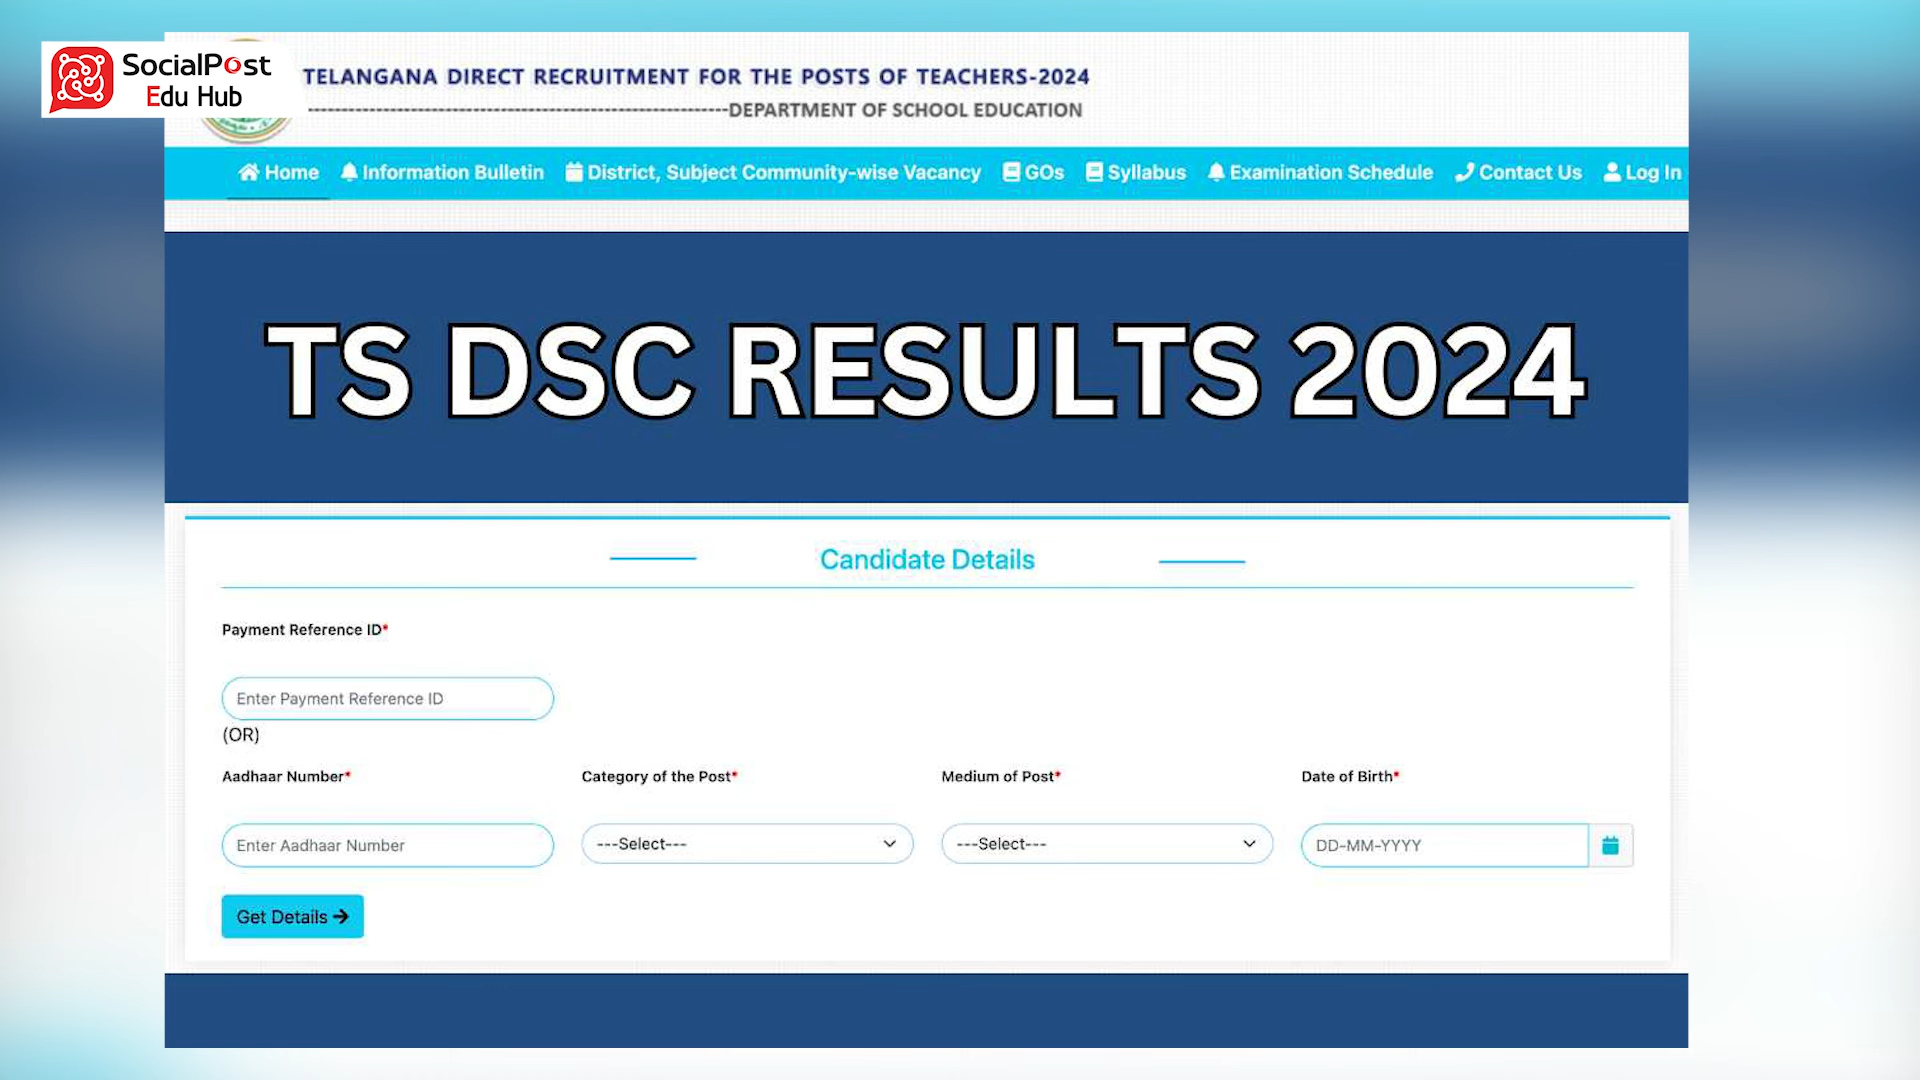 SocialPost
Edu Hub
TELANGANA DIRECT RECRUITMENT FOR THE POSTS OF TEACHERS-2024
------------------------------------------------------------DEPARTMENT OF SCHOOL EDUCATION
Home Information Bulletin District, Subject Community-wise Vacancy GOs Syllabus Examination Schedule Contact Us Log In
TS DSC RESULTS 2024
Candidate Details
Payment Reference ID*
Enter Payment Reference ID
(OR)
Aadhaar Number* Category of the Post* Medium of Post* Date of Birth*
Enter Aadhaar Number ---Select--- ---Select--- DD-MM-YYYY
Get Details →